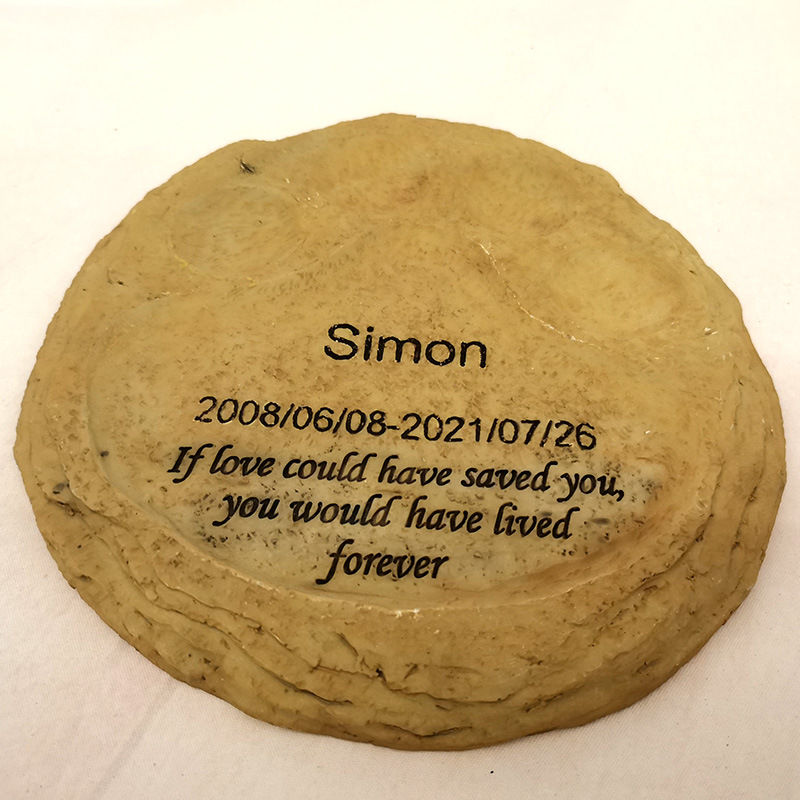 Simon
2008/06/08-2021/07/26
If love could have saved you,
you would have lived
forever